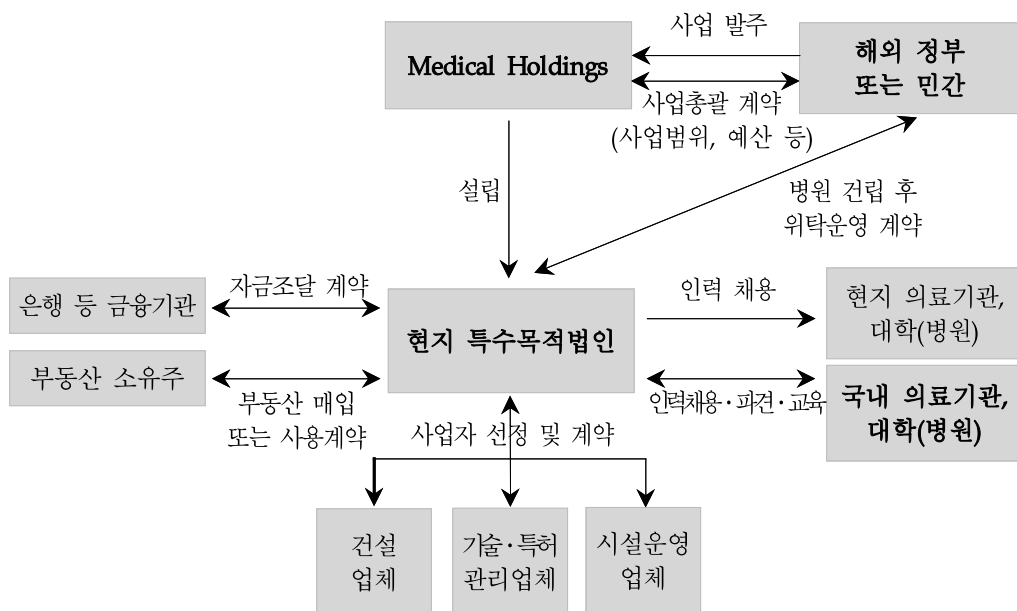 사업 발주
Medical Holdings
해외 정부
또는 민간
사업총괄 계약
(사업범위, 예산 등)
설립
병원 건립 후
위탁운영 계약
은행 등 금융기관
자금조달 계약
현지 특수목적법인
인력 채용
현지 의료기관,
대학(병원)
부동산 소유주
부동산 매입
또는 사용계약
인력채용·파견·교육
국내 의료기관,
대학(병원)
사업자 선정 및 계약
건설
업체
기술·특허
관리업체
시설운영
업체